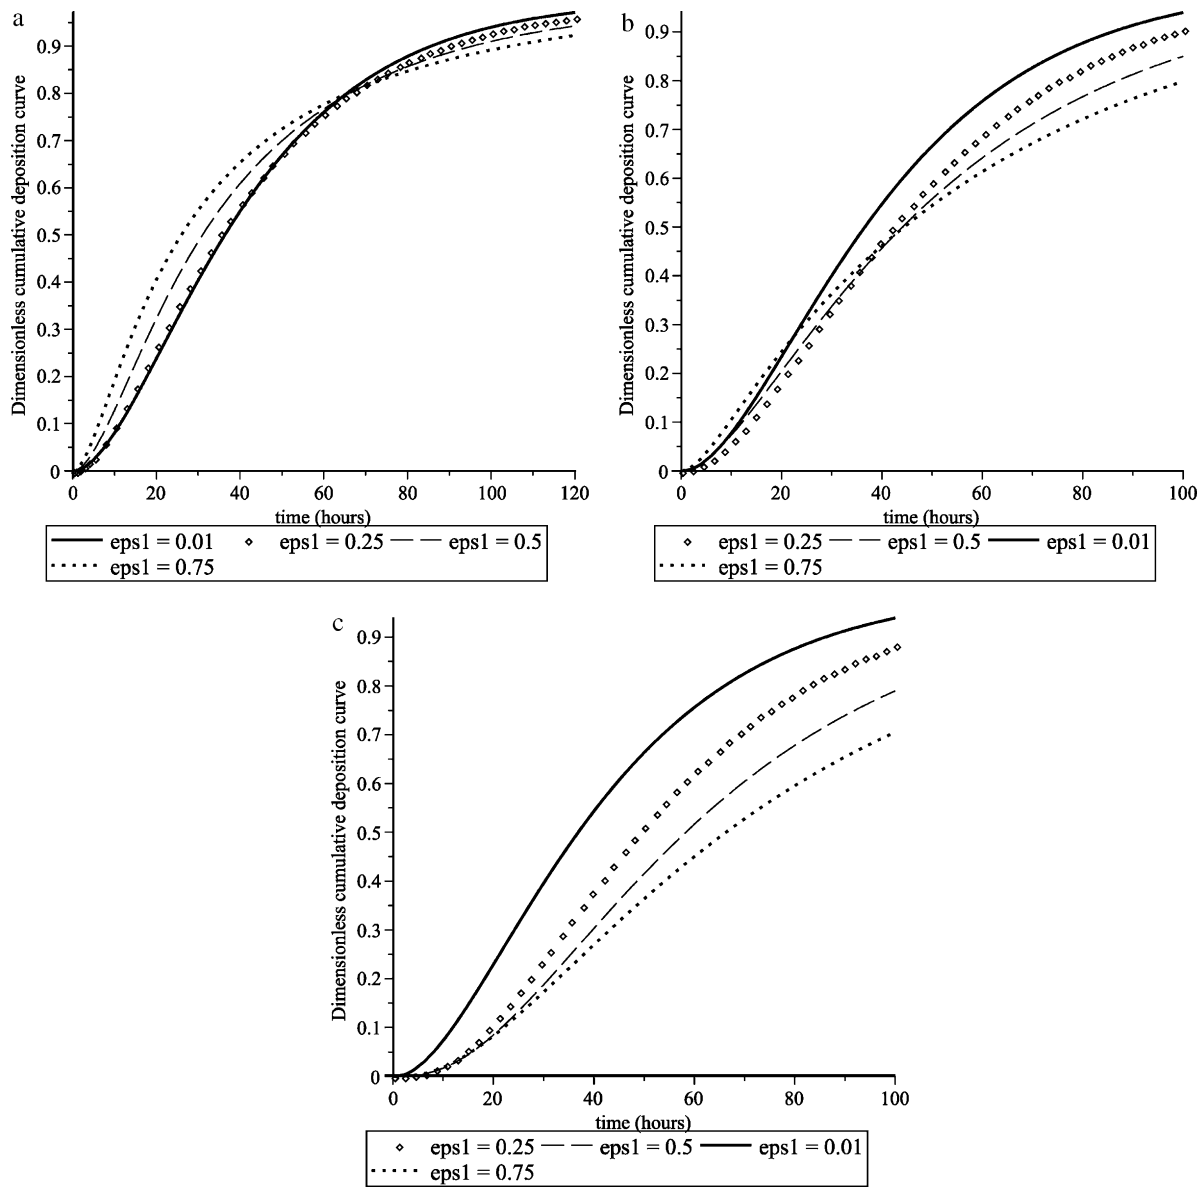 a
Dimensionless cumulative deposition curve
0.9
0.8
0.7
0.6
0.5
0.4
0.3
0.2
0.1
0
0 20 40 60 80 100 120
time (hours)
eps1 = 0.01 eps1 = 0.25 eps1 = 0.5
eps1 = 0.75
b
Dimensionless cumulative deposition curve
0.9
0.8
0.7
0.6
0.5
0.4
0.3
0.2
0.1
0
0 20 40 60 80 100
time (hours)
eps1 = 0.25 eps1 = 0.5 eps1 = 0.01
eps1 = 0.75
c
Dimensionless cumulative deposition curve
0.9
0.8
0.7
0.6
0.5
0.4
0.3
0.2
0.1
0
0 20 40 60 80 100
time (hours)
eps1 = 0.25 eps1 = 0.5 eps1 = 0.01
eps1 = 0.75